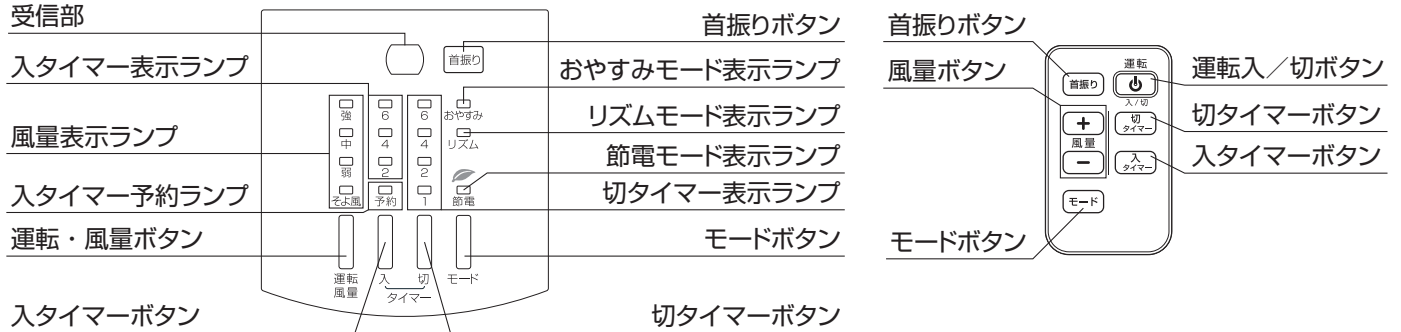 受信部
入タイマー表示ランプ
風量表示ランプ
入タイマー予約ランプ
運転・風量ボタン
入タイマーボタン
首振り
強
中
弱
そよ風
6
4
2
予約
6
4
2
1
おやすみ
リズム
節電
運転
風量
入
切
タイマー
モード
首振りボタン
おやすみモード表示ランプ
リズムモード表示ランプ
節電モード表示ランプ
切タイマー表示ランプ
モードボタン
切タイマーボタン
首振りボタン
風量ボタン
モードボタン
運転
首振り
入/切
+
風量
−
切
タイマー
入
タイマー
モード
運転入/切ボタン
切タイマーボタン
入タイマーボタン